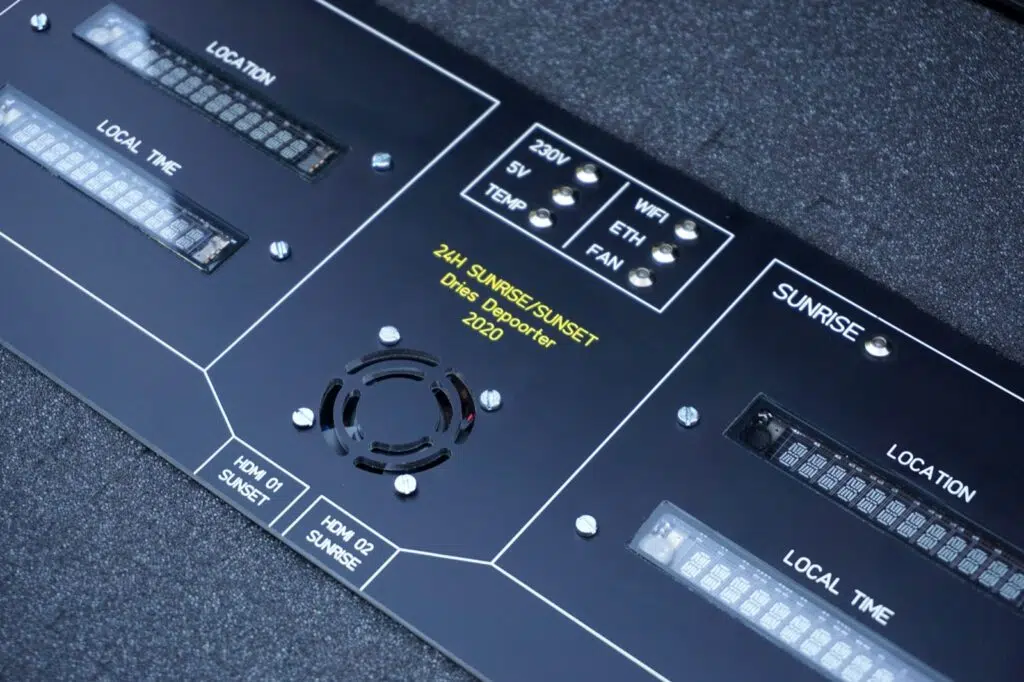 LOCATION
LOCAL TIME
230V
5V
TEMP
WIFI
ETH
FAN
24H SUNRISE/SUNSET
Dries Depoorter
2020
SUNRISE
LOCATION
LOCAL TIME
HDMI 01
SUNSET
HDMI 02
SUNRISE